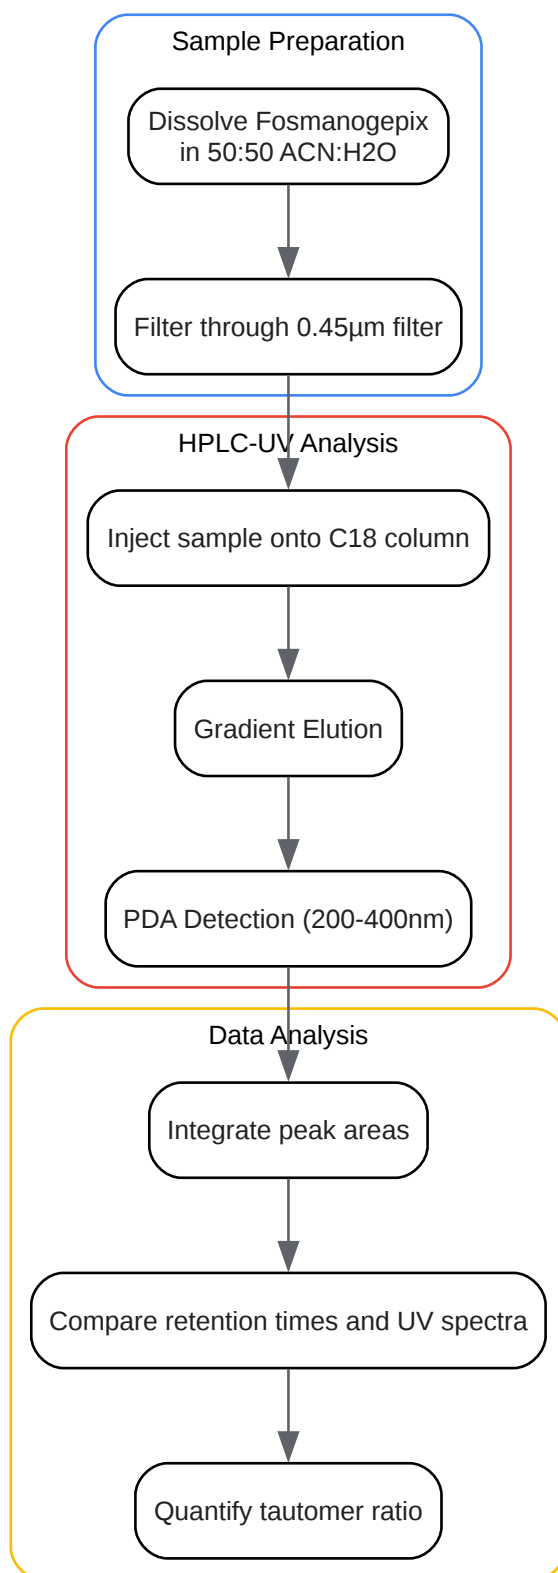 Sample Preparation
Dissolve Fosmanogepix
in 50:50 ACN:H2O
Filter through 0.45µm filter
HPLC-UV Analysis
Inject sample onto C18 column
Gradient Elution
PDA Detection (200-400nm)
Data Analysis
Integrate peak areas
Compare retention times and UV spectra
Quantify tautomer ratio